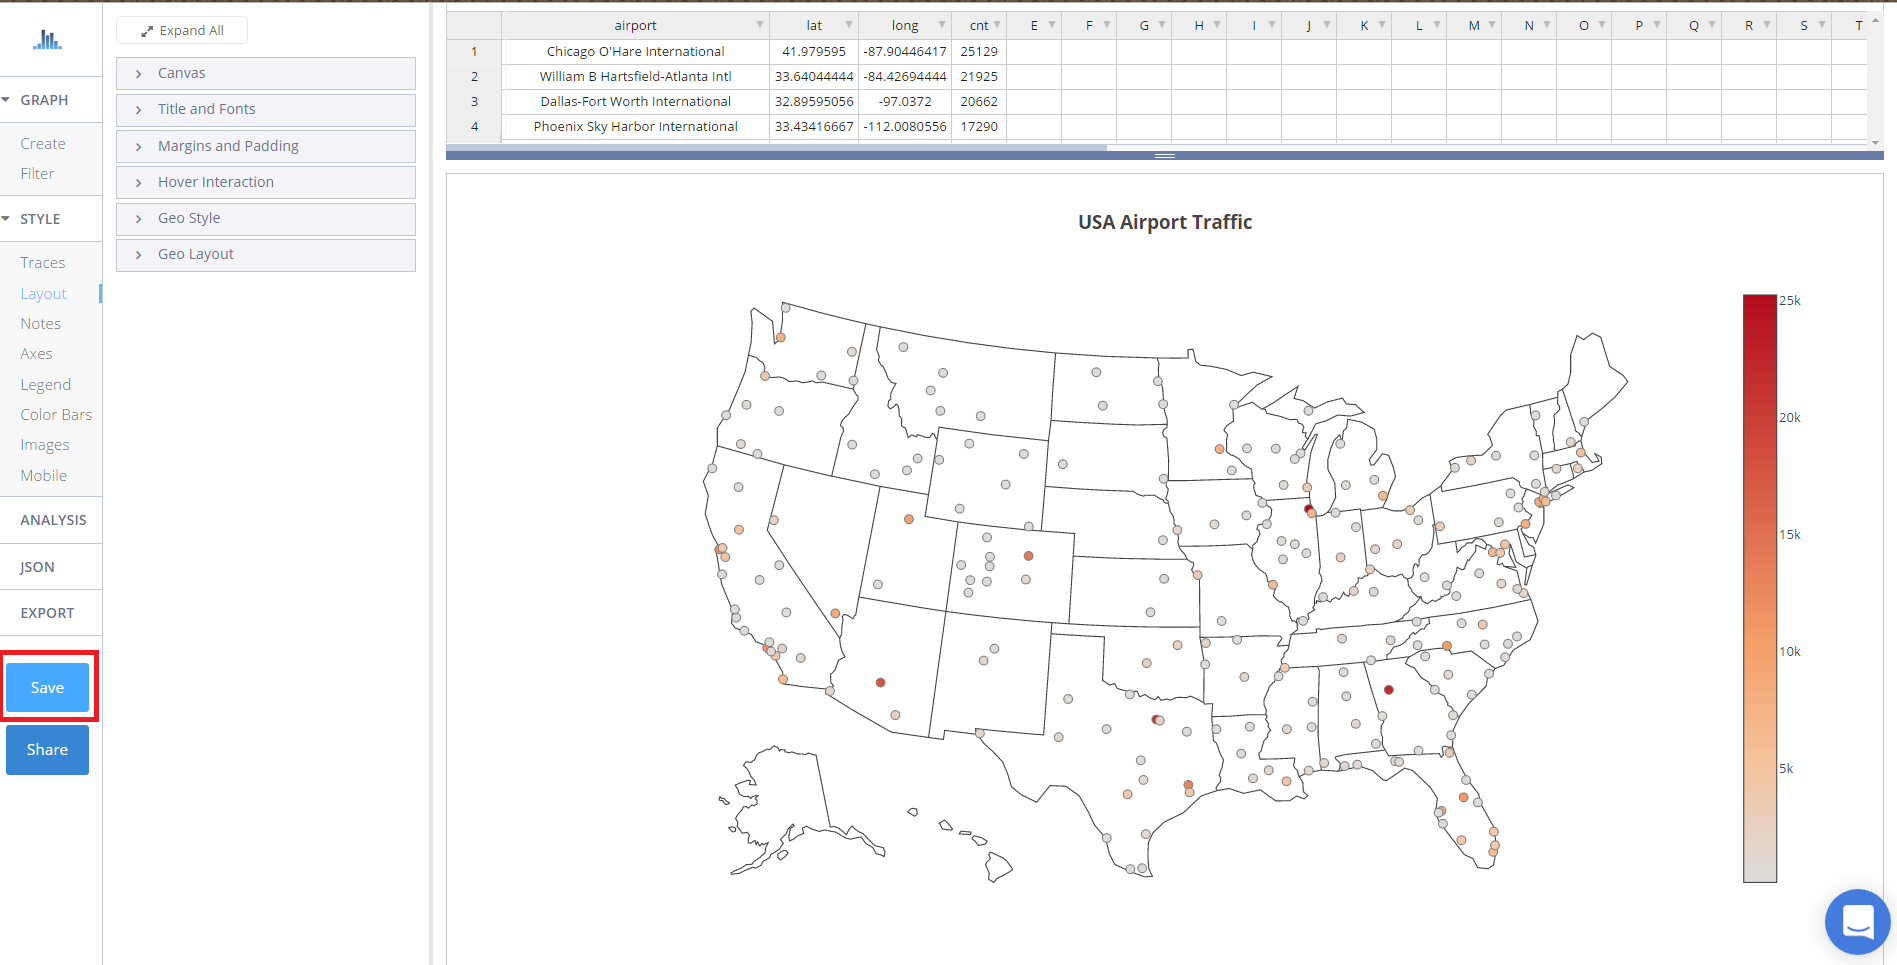 Expand All
Canvas
Title and Fonts
Margins and Padding
Hover Interaction
Geo Style
Geo Layout
GRAPH
Create
Filter
STYLE
Traces
Layout
Notes
Axes
Legend
Color Bars
Images
Mobile
ANALYSIS
JSON
EXPORT
Save
Share
airport lat long cnt E F G H I J K L M N O P Q R S T
1 Chicago O'Hare International 41.979595 -87.90446417 25129
2 William B Hartsfield-Atlanta Intl 33.64044444 -84.42694444 21925
3 Dallas-Fort Worth International 32.89595056 -97.0372 20662
4 Phoenix Sky Harbor International 33.43416667 -112.0080556 17290
USA Airport Traffic
25k
20k
15k
10k
5k